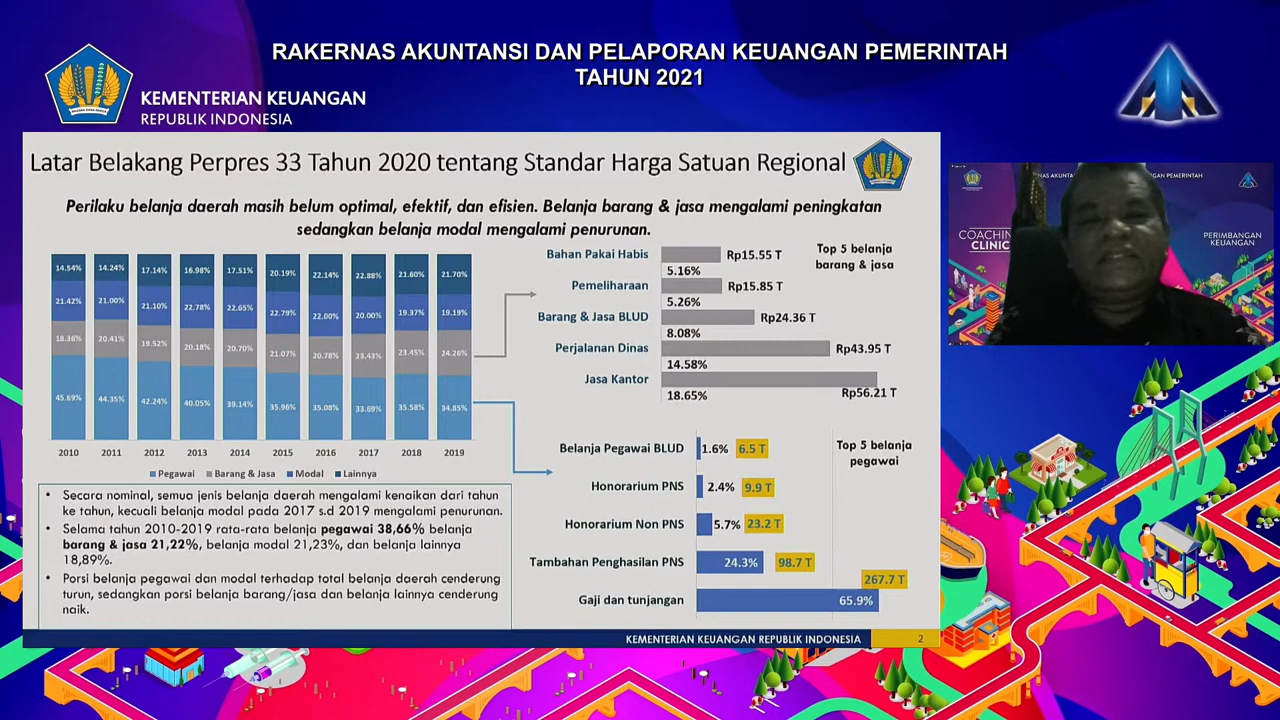 RAKERNAS AKUNTANSI DAN PELAPORAN KEUANGAN PEMERINTAH
TAHUN 2021
KEMENTERIAN KEUANGAN
REPUBLIK INDONESIA
Latar Belakang Perpres 33 Tahun 2020 tentang Standar Harga Satuan Regional
Perilaku belanja daerah masih belum optimal, efektif, dan efisien. Belanja barang & jasa mengalami peningkatan
sedangkan belanja modal mengalami penurunan.
14.54% 14.24% 17.14% 16.98% 17.51% 20.19% 22.14% 22.88% 21.60% 21.70%
21.42% 21.00% 21.10% 22.78% 22.65% 22.79% 22.00% 20.00% 19.37% 19.19%
18.36% 20.41% 19.52% 20.18% 20.70% 21.07% 20.78% 23.43% 23.45% 24.26%
45.69% 44.35% 42.24% 40.05% 39.14% 35.96% 35.08% 33.69% 35.58% 34.85%
2010 2011 2012 2013 2014 2015 2016 2017 2018 2019
Pegawai Barang & Jasa Modal Lainnya
• Secara nominal, semua jenis belanja daerah mengalami kenaikan dari tahun
ke tahun, kecuali belanja modal pada 2017 s.d 2019 mengalami penurunan.
• Selama tahun 2010-2019 rata-rata belanja pegawai 38,66% belanja
barang & jasa 21,22%, belanja modal 21,23%, dan belanja lainnya
18,89%.
• Porsi belanja pegawai dan modal terhadap total belanja daerah cenderung
turun, sedangkan porsi belanja barang/jasa dan belanja lainnya cenderung
naik.
Top 5 belanja
barang & jasa
Bahan Pakai Habis Rp15.55 T
5.16%
Pemeliharaan Rp15.85 T
5.26%
Barang & Jasa BLUD Rp24.36 T
8.08%
Perjalanan Dinas Rp43.95 T
14.58%
Jasa Kantor Rp56.21 T
18.65%
Top 5 belanja
pegawai
Belanja Pegawai BLUD 1.6% 6.5 T
Honorarium PNS 2.4% 9.9 T
Honorarium Non PNS 5.7% 23.2 T
Tambahan Penghasilan PNS 24.3% 98.7 T
267.7 T
Gaji dan tunjangan 65.9%
KEMENTERIAN KEUANGAN REPUBLIK INDONESIA 2
COACHING
CLINIC
PERIMBANGAN
KEUANGAN